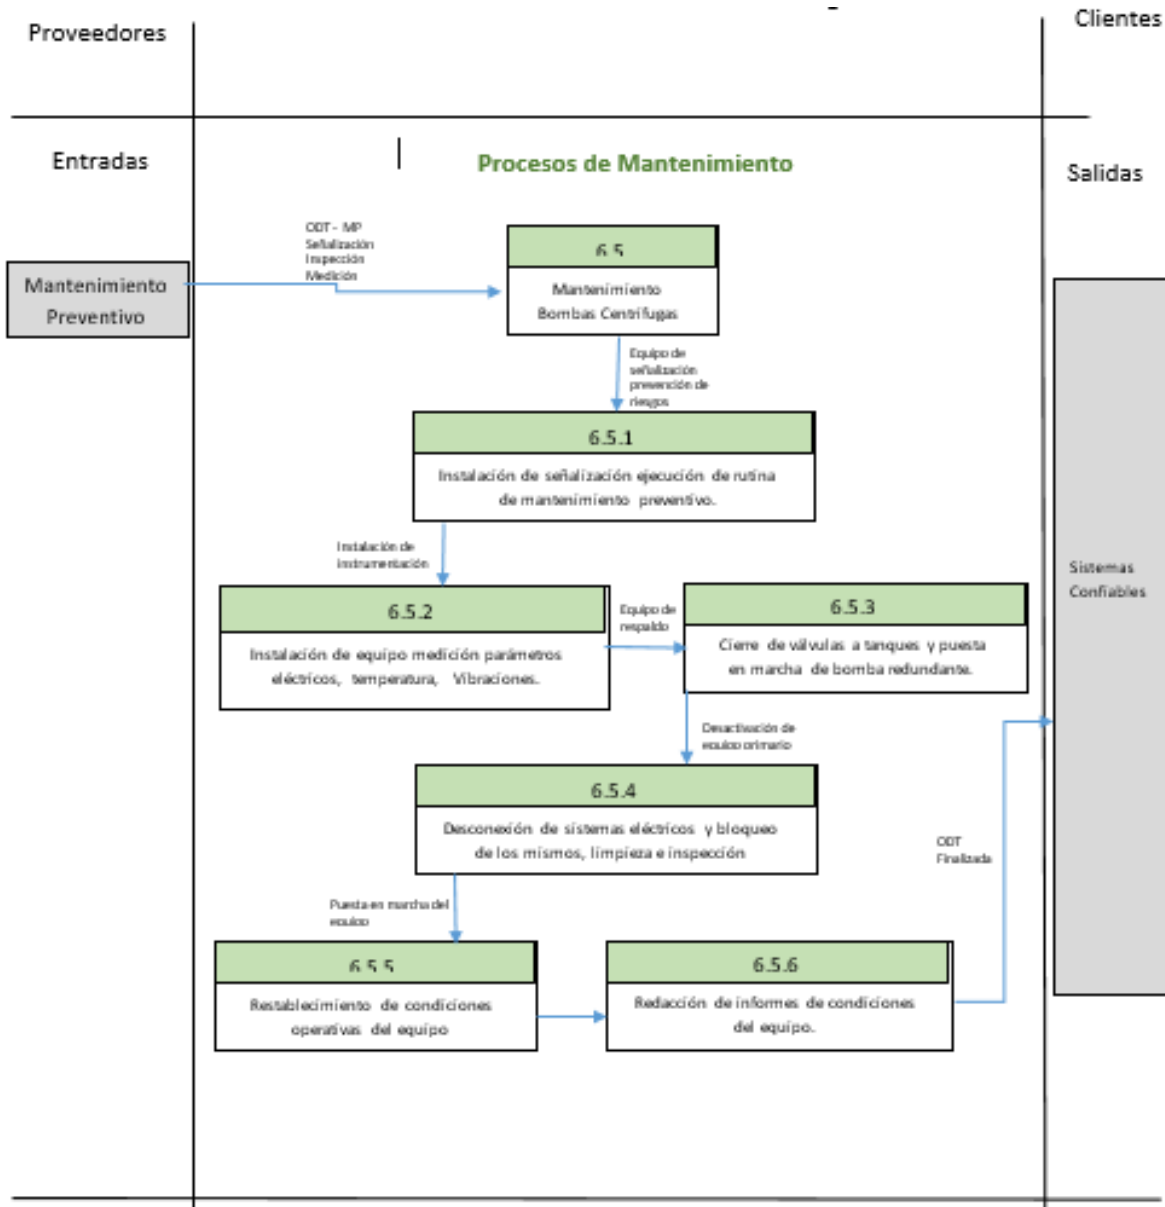 Proveedores
Clientes
Entradas
Procesos de Mantenimiento
Salidas
ODT - MP
Señalización
Inspección
Medición
Mantenimiento
Preventivo
6.5
Mantenimiento
Bombas Centrífugas
Equipo de
señalización
prevención de
riesgos
6.5.1
Instalación de señalización ejecución de rutina
de mantenimiento preventivo.
Instalación de
instrumentación
6.5.2
Instalación de equipo medición parámetros
eléctricos, temperatura, Vibraciones.
Equipo de
respaldo
6.5.3
Cierre de válvulas a tanques y puesta
en marcha de bomba redundante.
Sistemas
Confiables
Desactivación de
equipo primario
6.5.4
Desconexión de sistemas eléctricos y bloqueo
de los mismos, limpieza e inspección
ODT
Finalizada
Puesta en marcha del
equipo
6.5.5
Restablecimiento de condiciones
operativas del equipo
6.5.6
Redacción de informes de condiciones
del equipo.